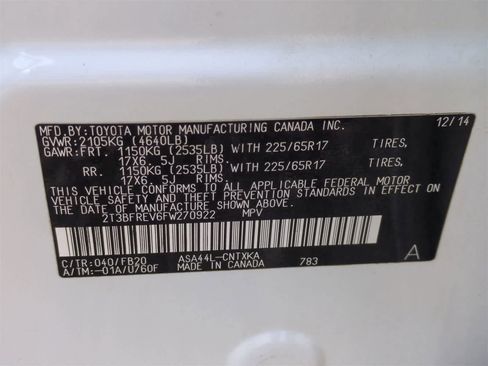 MFD.BY:TOYOTA MOTOR MANUFACTURING CANADA INC. 12/14
GVWR:2105KG (4640LB)
GAWR:FRT. 1150KG (2535LB) WITH 225/65R17 TIRES,
17X6. 5J RIMS.
RR. 1150KG (2535LB) WITH 225/65R17 TIRES,
17X6. 5J RIMS.
THIS VEHICLE CONFORMS TO ALL APPLICABLE FEDERAL MOTOR
VEHICLE SAFETY AND THEFT PREVENTION STANDARDS IN EFFECT
ON THE DATE OF MANUFACTURE SHOWN ABOVE.
2T3BFREV6FW270922 MPV
C/TR:040/FB20 ASA44L-CNTXKA A
A/TM:-01A/U760F MADE IN CANADA 783